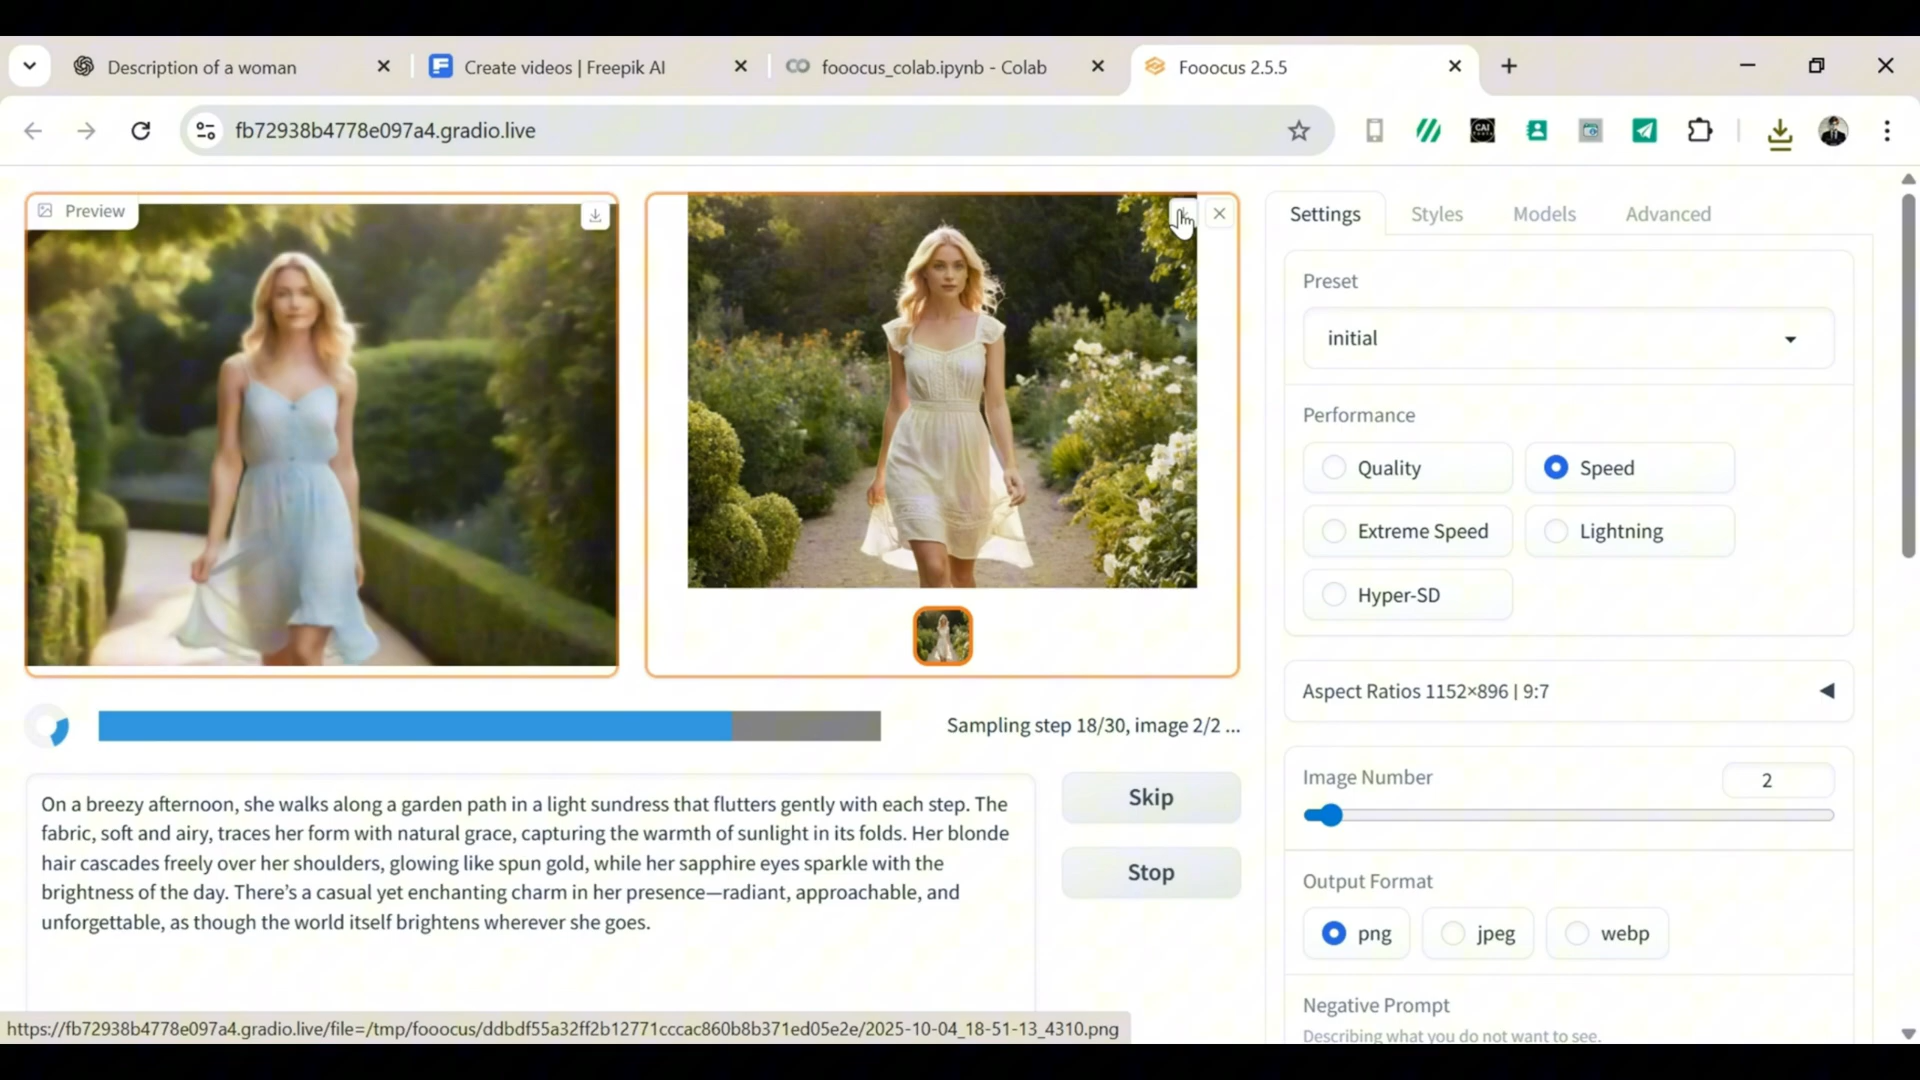 Description of a woman
Create videos | Freepik AI
fooocus_colab.ipynb - Colab
Fooocus 2.5.5
fb72938b4778e097a4.gradio.live
CAI
Preview
Settings
Styles
Models
Advanced
Preset
initial
Performance
Quality
Speed
Extreme Speed
Lightning
Hyper-SD
Aspect Ratios 1152×896 | 9:7
Sampling step 18/30, image 2/2 ...
Image Number
2
On a breezy afternoon, she walks along a garden path in a light sundress that flutters gently with each step. The
fabric, soft and airy, traces her form with natural grace, capturing the warmth of sunlight in its folds. Her blonde
hair cascades freely over her shoulders, glowing like spun gold, while her sapphire eyes sparkle with the
brightness of the day. There's a casual yet enchanting charm in her presence—radiant, approachable, and
unforgettable, as though the world itself brightens wherever she goes.
Skip
Stop
Output Format
png
jpeg
webp
Negative Prompt
Describing what you do not want to see.
https://fb72938b4778e097a4.gradio.live/file=/tmp/fooocus/ddbdf55a32ff2b12771cccac860b8b371ed05e2e/2025-10-04_18-51-13_4310.png